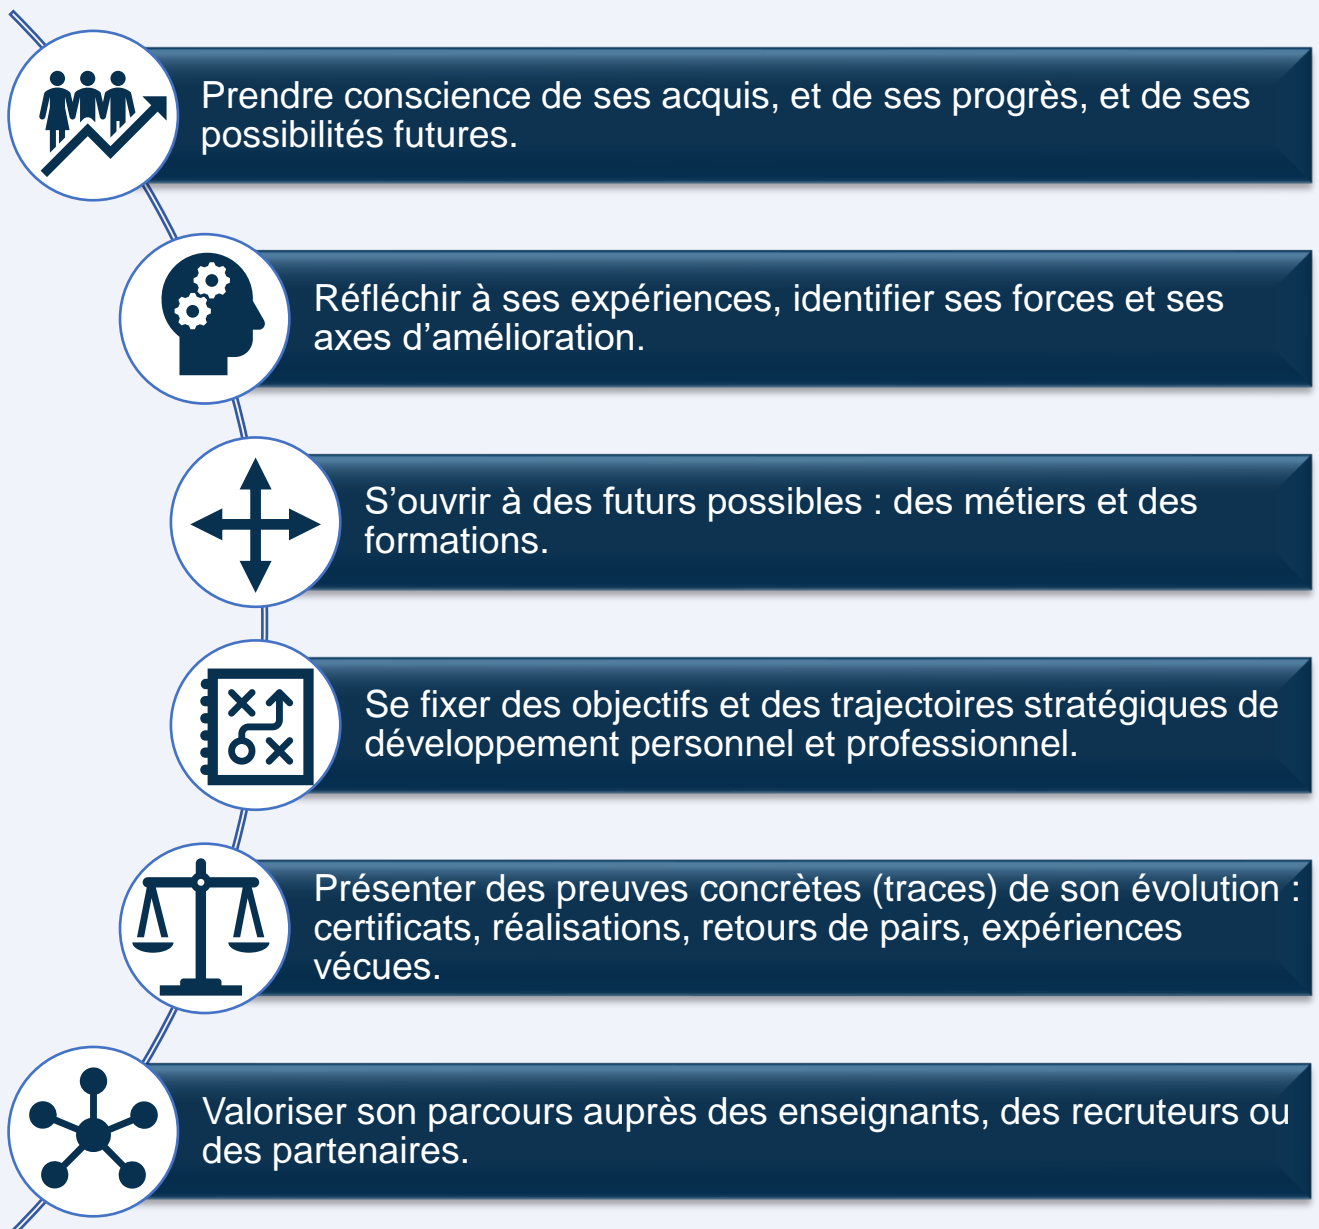 Prendre conscience de ses acquis, et de ses progrès, et de ses
possibilités futures.
Réfléchir à ses expériences, identifier ses forces et ses
axes d’amélioration.
S’ouvrir à des futurs possibles : des métiers et des
formations.
Se fixer des objectifs et des trajectoires stratégiques de
développement personnel et professionnel.
Présenter des preuves concrètes (traces) de son évolution :
certificats, réalisations, retours de pairs, expériences
vécues.
Valoriser son parcours auprès des enseignants, des recruteurs ou
des partenaires.